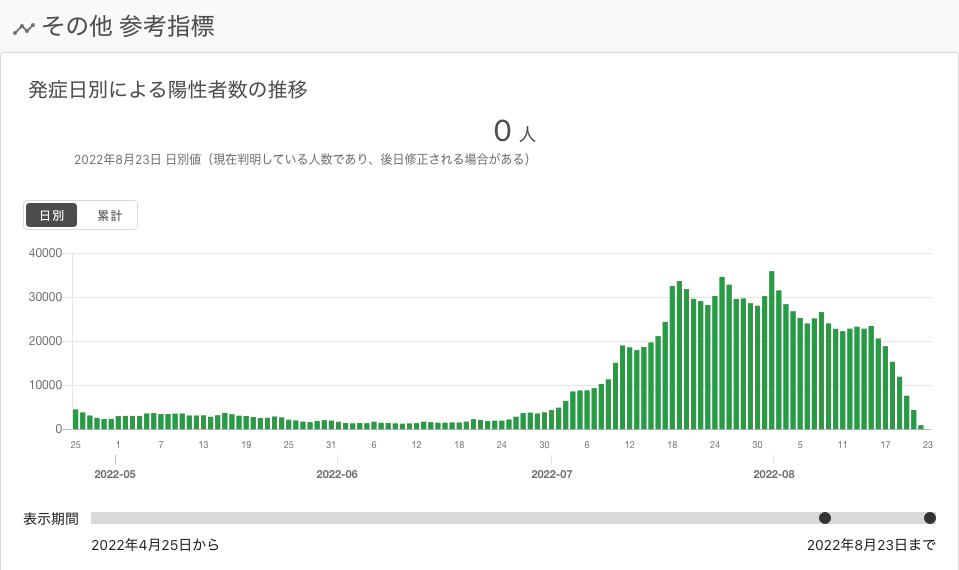 その他 参考指標
発症日別による陽性者数の推移
0 人
2022年8月23日 日別値（現在判明している人数であり、後日修正される場合がある）
日別 累計
40000
30000
20000
10000
0
25 1 7 13 19 25 31 6 12 18 24 30 6 12 18 24 30 5 11 17 23
2022-05 2022-06 2022-07 2022-08
表示期間
2022年4月25日から 2022年8月23日まで